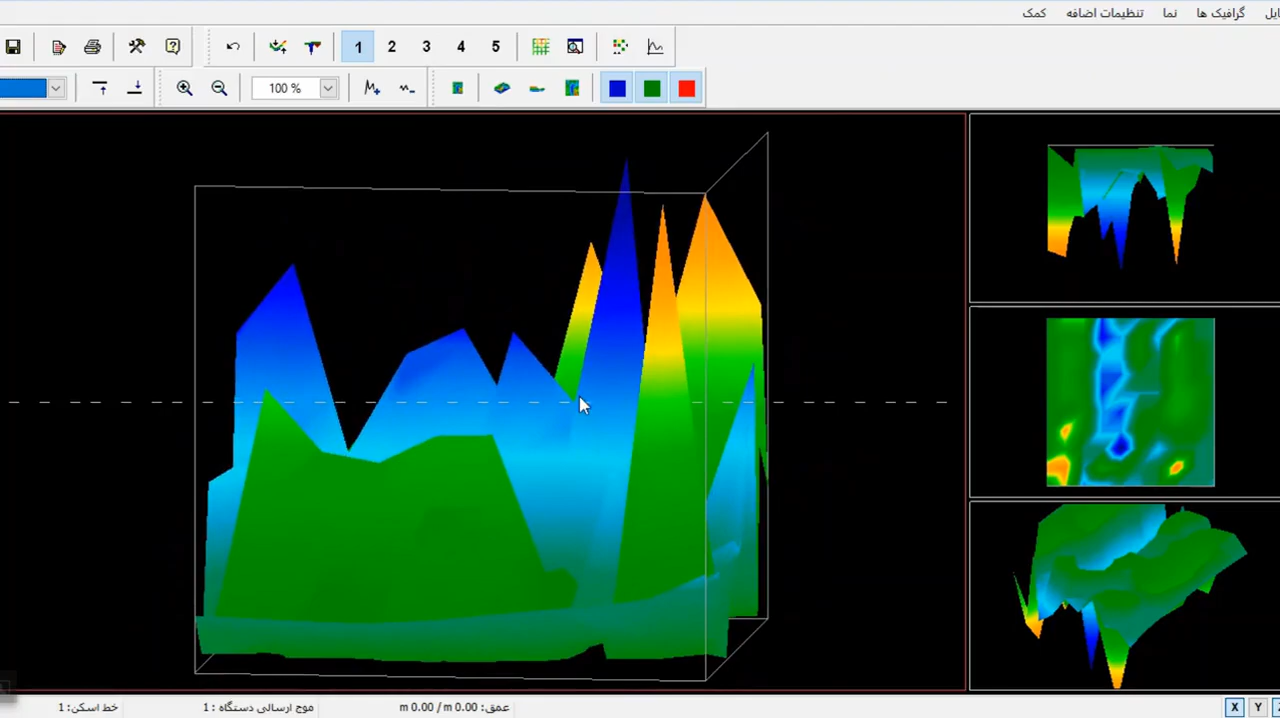 ایل گرافیک ها نما تنظیمات اضافه کمک
1 2 3 4 5
100 %
خط اسکن: 1 موج ارسالی دستگاه : 1 عمق: 0.00 m / 0.00 m X Y